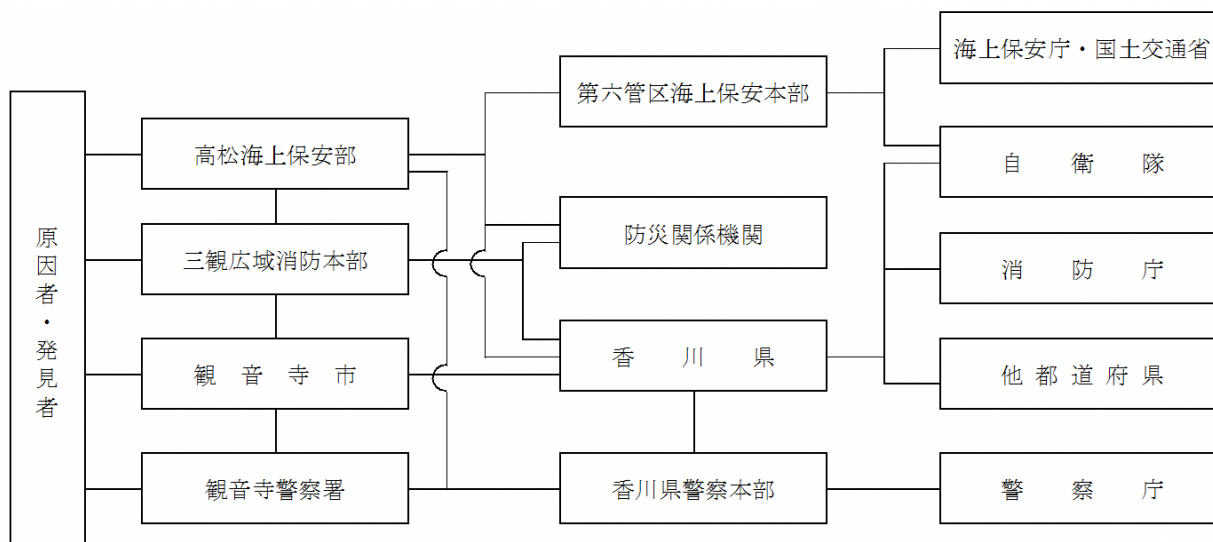 原因者・発見者
高松海上保安部
三観広域消防本部
観音寺市
観音寺警察署
第六管区海上保安本部
防災関係機関
香川県
香川県警察本部
海上保安庁・国土交通省
自衛隊
消防庁
他都道府県
警察庁